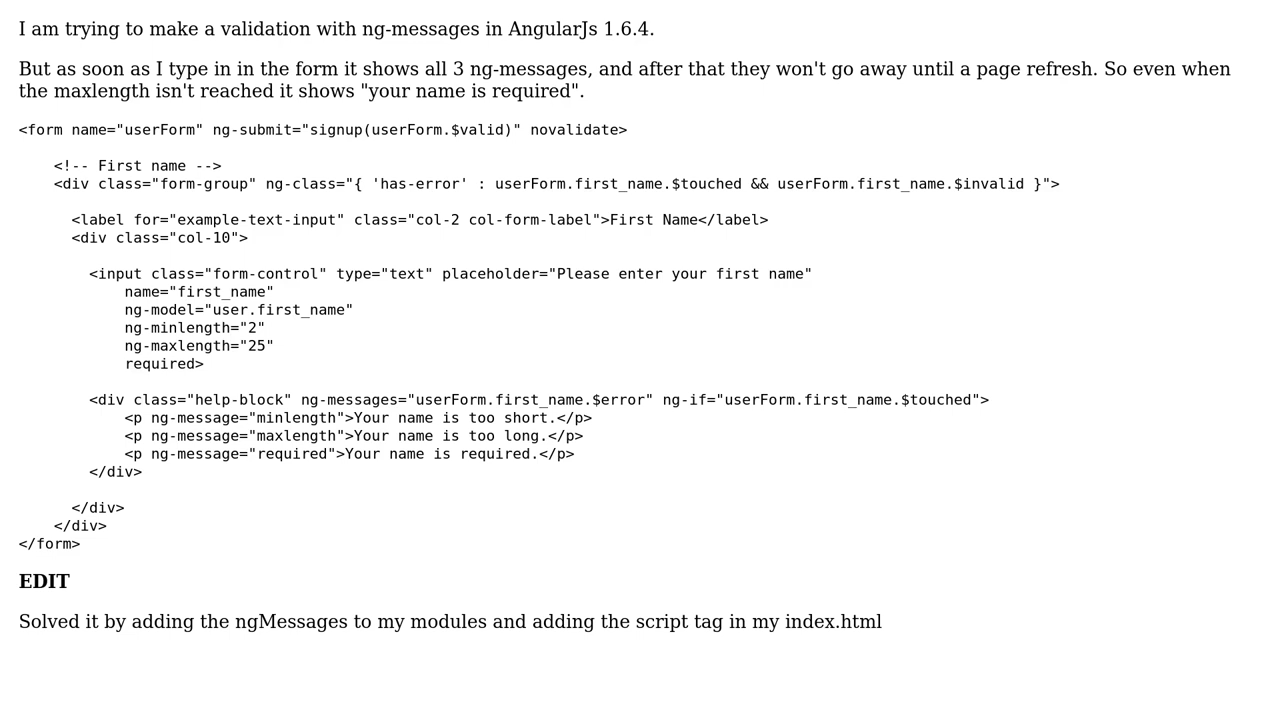 I am trying to make a validation with ng-messages in AngularJs 1.6.4.
But as soon as I type in in the form it shows all 3 ng-messages, and after that they won't go away until a page refresh. So even when
the maxlength isn't reached it shows "your name is required".
<form name="userForm" ng-submit="signup(userForm.$valid)" novalidate>
    <!-- First name -->
    <div class="form-group" ng-class="{ 'has-error' : userForm.first_name.$touched && userForm.first_name.$invalid }">
      <label for="example-text-input" class="col-2 col-form-label">First Name</label>
      <div class="col-10">
        <input class="form-control" type="text" placeholder="Please enter your first name"
            name="first_name"
            ng-model="user.first_name"
            ng-minlength="2"
            ng-maxlength="25"
            required>
        <div class="help-block" ng-messages="userForm.first_name.$error" ng-if="userForm.first_name.$touched">
            <p ng-message="minlength">Your name is too short.</p>
            <p ng-message="maxlength">Your name is too long.</p>
            <p ng-message="required">Your name is required.</p>
        </div>
      </div>
    </div>
</form>
EDIT
Solved it by adding the ngMessages to my modules and adding the script tag in my index.html